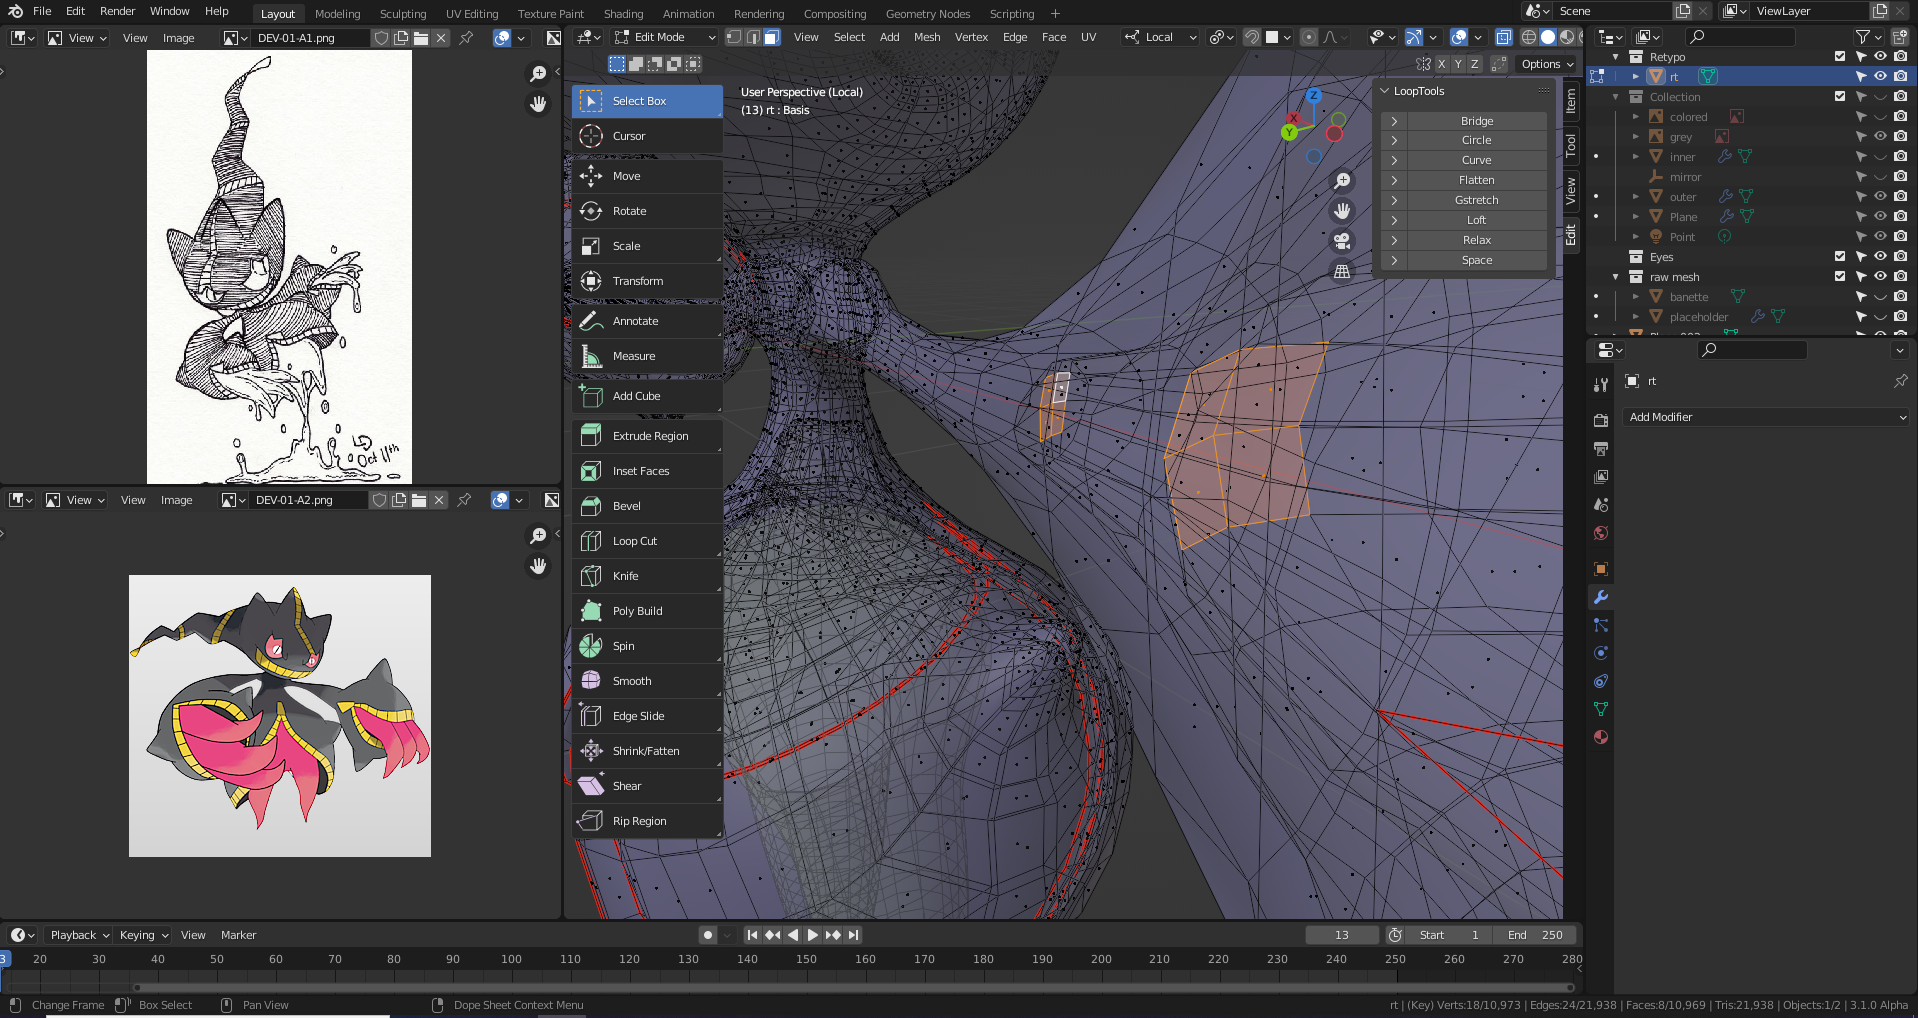 File Edit Render Window Help
Layout Modeling Sculpting UV Editing Texture Paint Shading Animation Rendering Compositing Geometry Nodes Scripting +
Scene
ViewLayer
View View Image DEV-01-A1.png
Edit Mode View Select Add Mesh Vertex Edge Face UV Local
X Y Z Options
Select Box
Cursor
Move
Rotate
Scale
Transform
Annotate
Measure
Add Cube
Extrude Region
Inset Faces
Bevel
Loop Cut
Knife
Poly Build
Spin
Smooth
Edge Slide
Shrink/Fatten
Shear
Rip Region
User Perspective (Local)
(13) rt : Basis
Z
X
Y
LoopTools
Bridge
Circle
Curve
Flatten
Gstretch
Loft
Relax
Space
Item
Tool
View
Edit
Retypo
rt
Collection
colored
grey
inner
mirror
outer
Plane
Point
Eyes
raw mesh
banette
placeholder
rt
Add Modifier
Oct 11th
View View Image DEV-01-A2.png
Playback Keying View Marker
13 Start 1 End 250
3 20 30 40 50 60 70 80 90 100 110 120 130 140 150 160 170 180 190 200 210 220 230 240 250 260 270 280
Change Frame Box Select Pan View Dope Sheet Context Menu
rt | (Key) Verts:18/10,973 | Edges:24/21,938 | Faces:8/10,969 | Tris:21,938 | Objects:1/2 | 3.1.0 Alpha